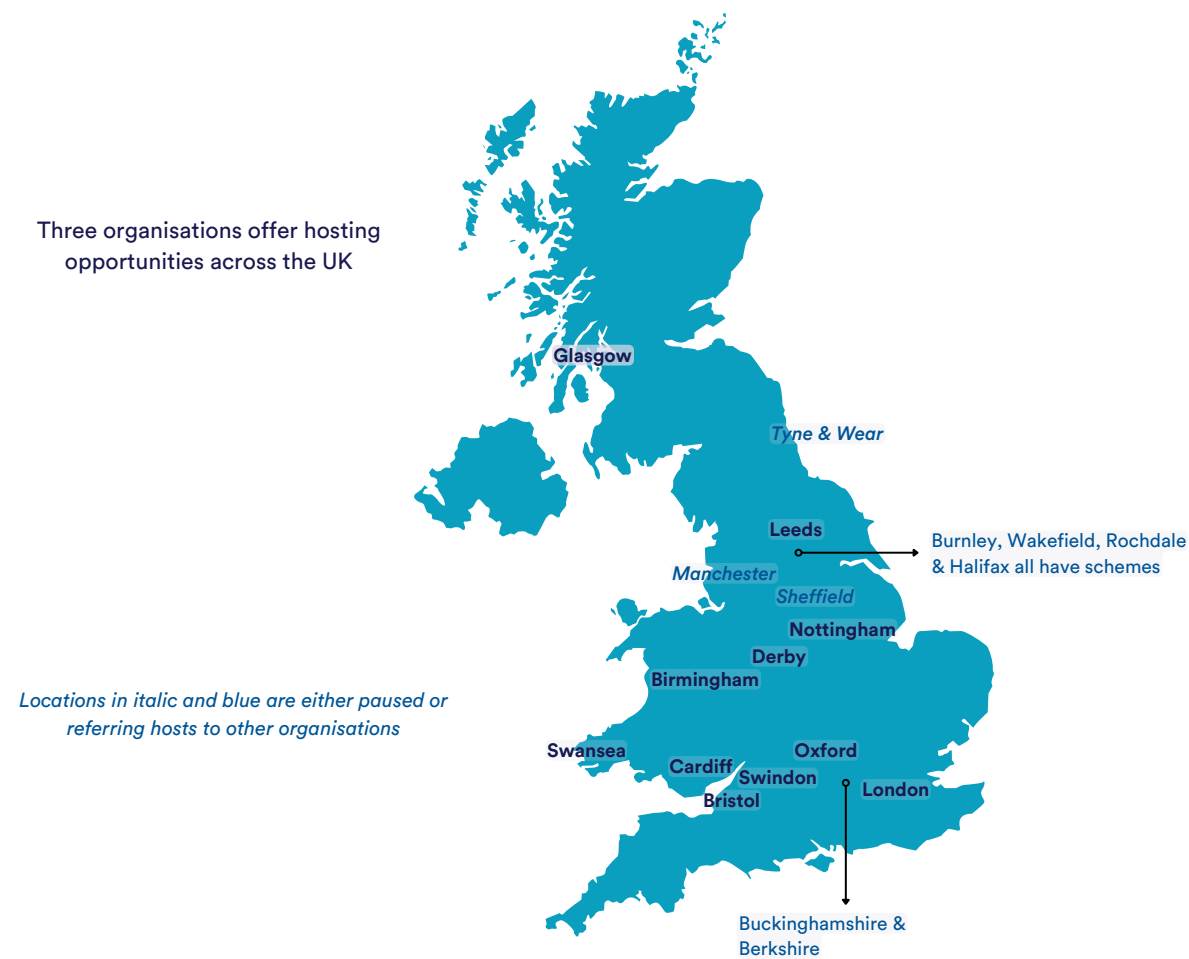 Three organisations offer hosting
opportunities across the UK
Glasgow
Tyne & Wear
Leeds
Burnley, Wakefield, Rochdale
& Halifax all have schemes
Manchester
Sheffield
Nottingham
Derby
Birmingham
Locations in italic and blue are either paused or
referring hosts to other organisations
Swansea
Oxford
Cardiff
Swindon
London
Bristol
Buckinghamshire &
Berkshire